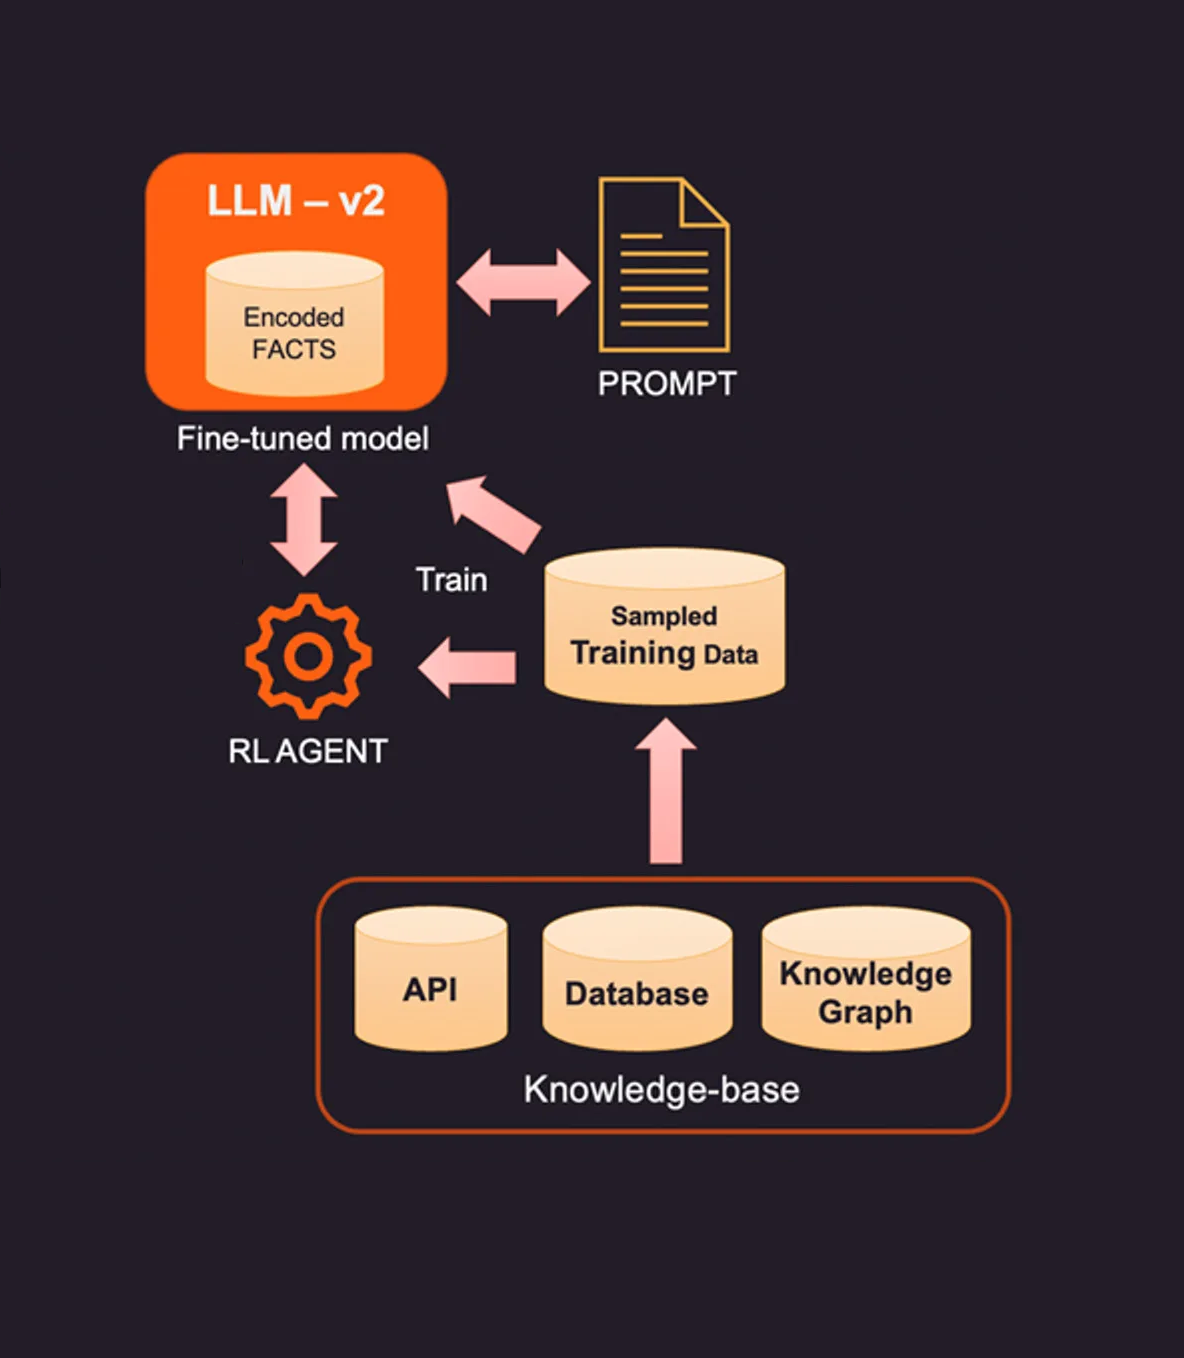 LLM – v2
Encoded
FACTS
PROMPT
Fine-tuned model
Train
Sampled
Training Data
RL AGENT
API
Database
Knowledge
Graph
Knowledge-base